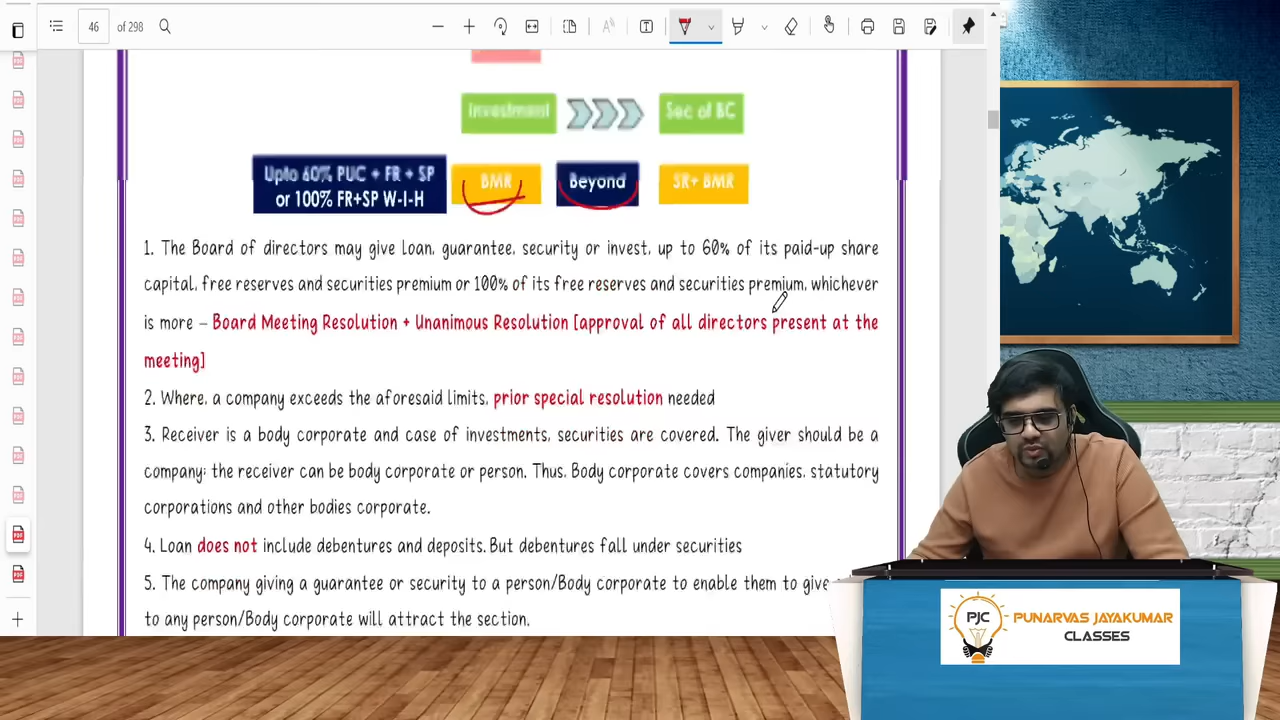 46 of 298
Investment Sec of BC
Upto 60% PUC + FR + SP
or 100% FR+SP W-I-H
BMR Beyond SR+ BMR
1. The Board of directors may give loan, guarantee, security or invest, up to 60% of its paid-up share
capital, free reserves and securities premium or 100% of its free reserves and securities premium, whichever
is more – Board Meeting Resolution + Unanimous Resolution [approval of all directors present at the
meeting]
2. Where, a company exceeds the aforesaid limits, prior special resolution needed
3. Receiver is a body corporate and case of investments, securities are covered. The giver should be a
company; the receiver can be body corporate or person. Thus, Body corporate covers companies, statutory
corporations and other bodies corporate.
4. Loan does not include debentures and deposits. But debentures fall under securities
5. The company giving a guarantee or security to a person/Body corporate to enable them to give
to any person/Body corporate will attract the section.
PJC
PUNARVAS JAYAKUMAR
CLASSES